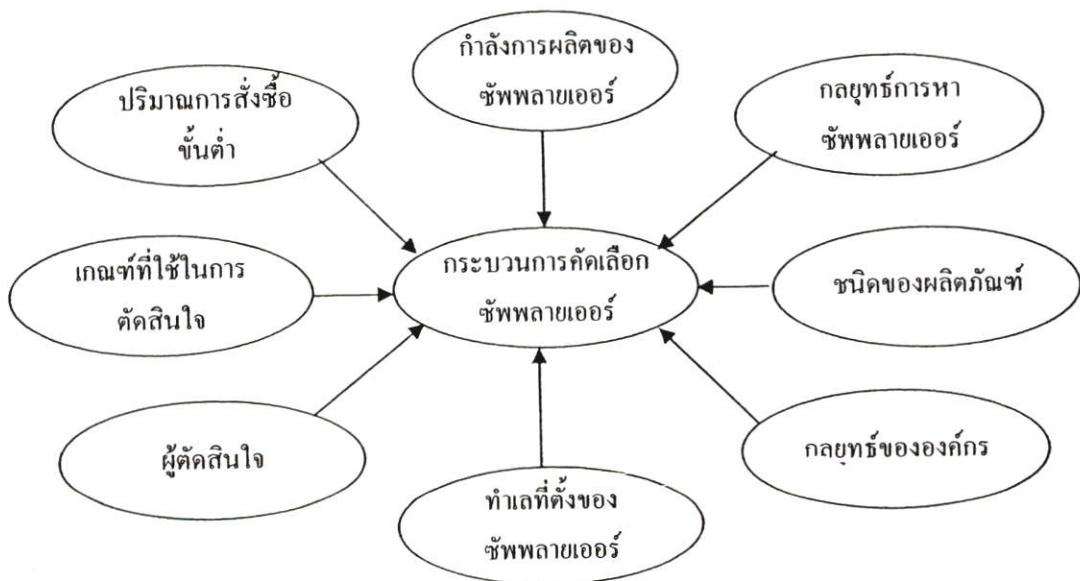 กำลังการผลิตของ
ซัพพลายเออร์
ปริมาณการสั่งซื้อ
ขั้นต่ำ
กลยุทธ์การหา
ซัพพลายเออร์
เกณฑ์ที่ใช้ในการ
ตัดสินใจ
กระบวนการคัดเลือก
ซัพพลายเออร์
ชนิดของผลิตภัณฑ์
ผู้ตัดสินใจ
กลยุทธ์ขององค์กร
ทำเลที่ตั้งของ
ซัพพลายเออร์